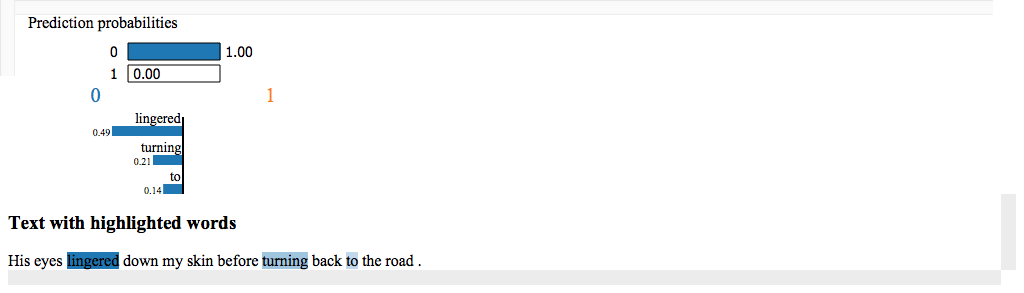 Prediction probabilities
0 1.00
1 0.00
0 1
lingered
0.49
turning
0.21
to
0.14
Text with highlighted words
His eyes lingered down my skin before turning back to the road .